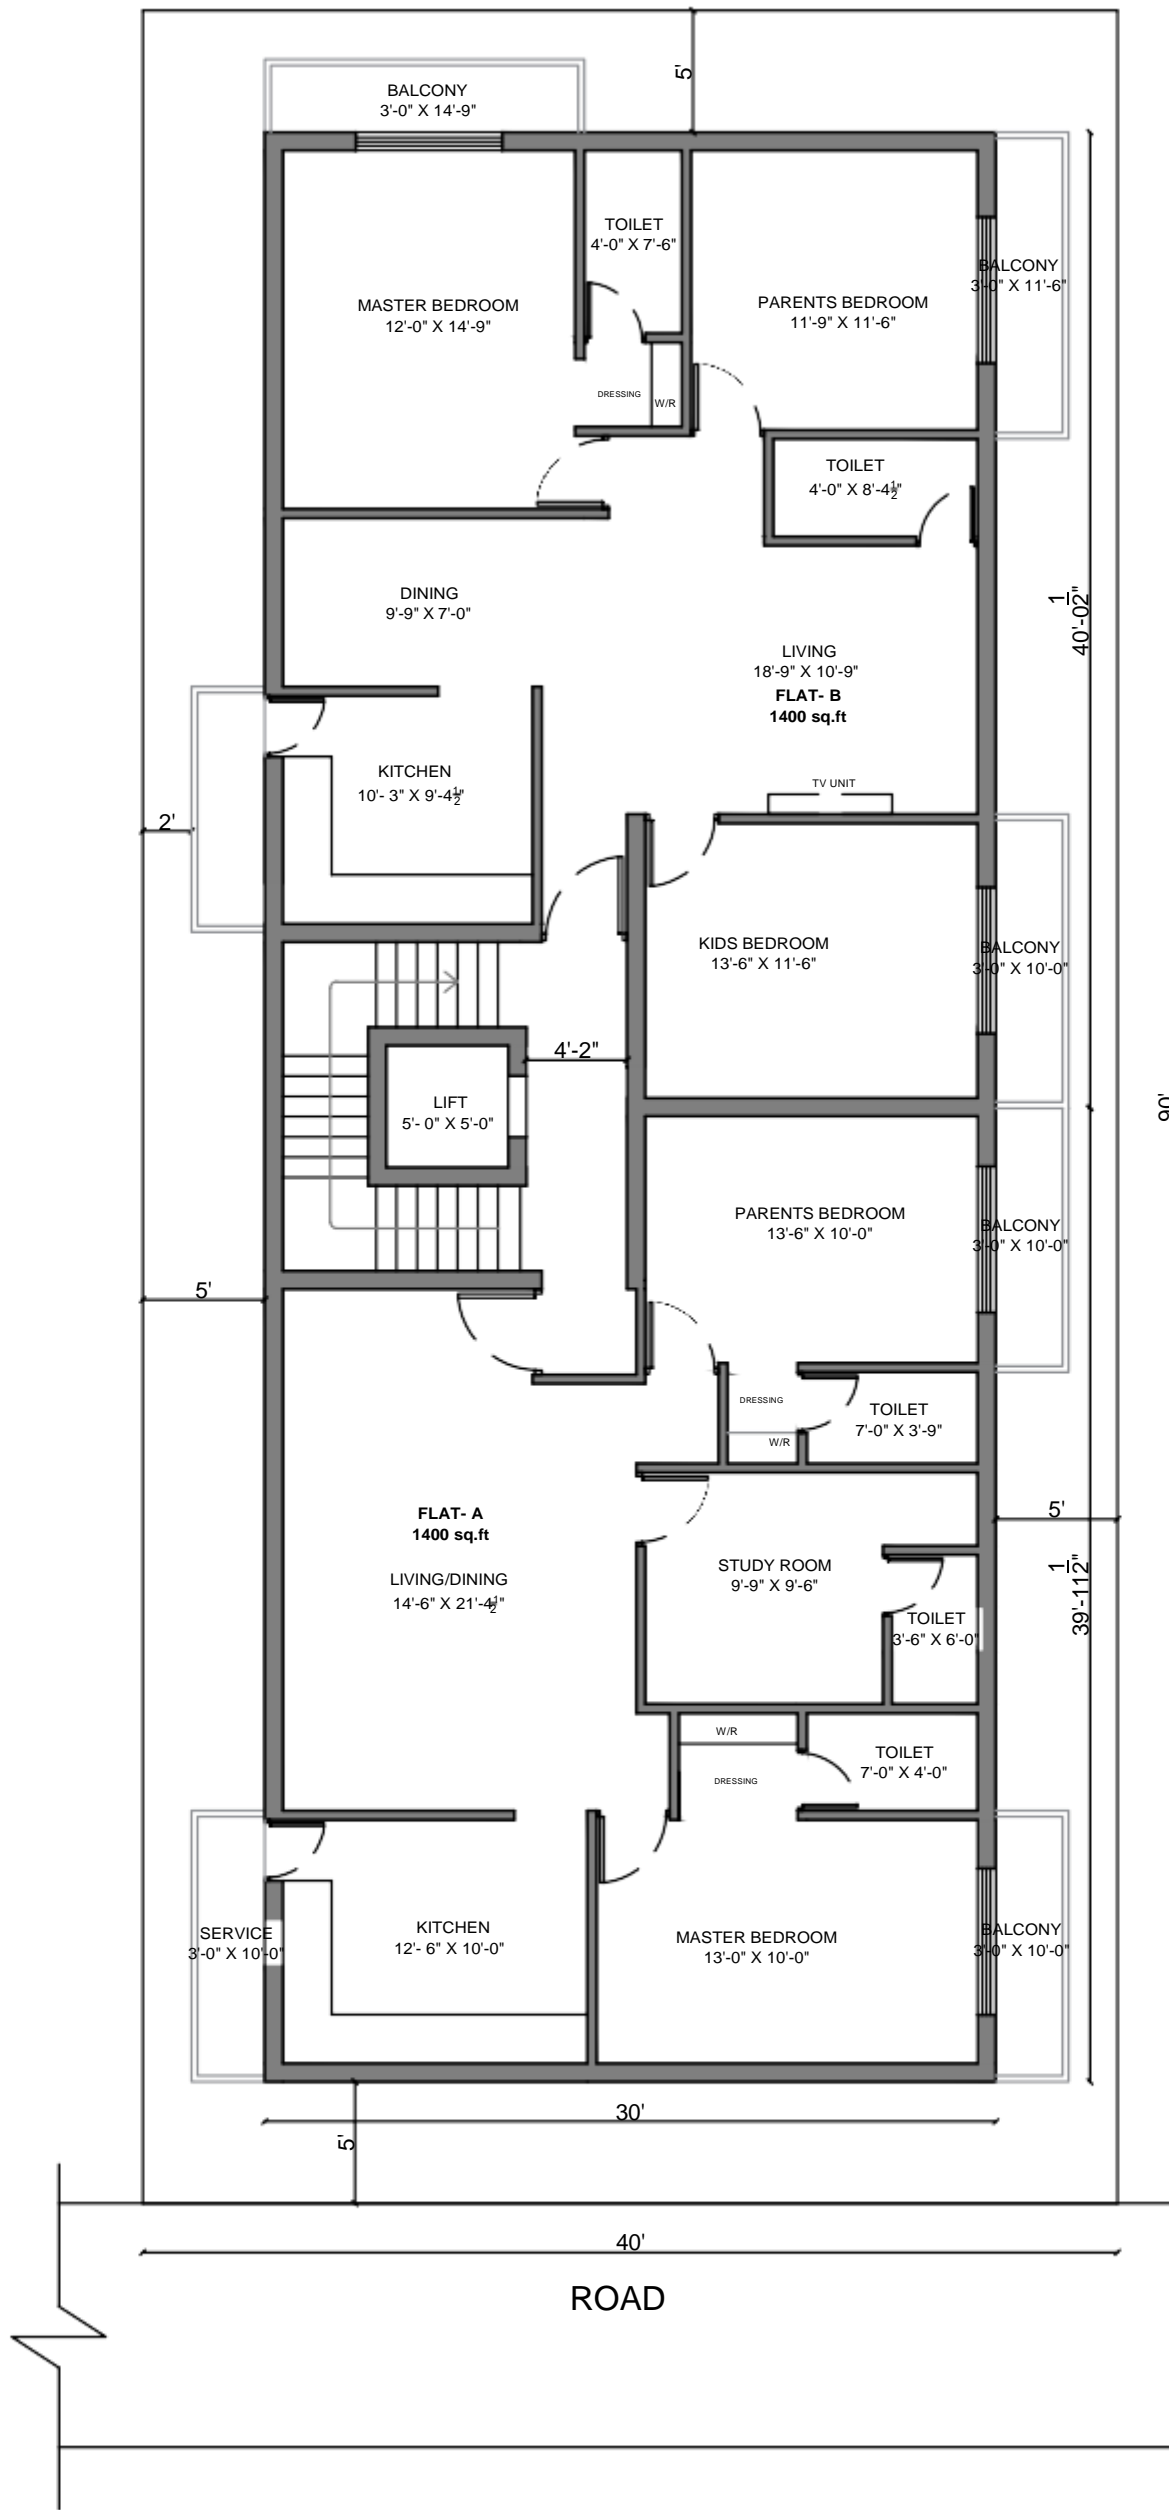 5'
BALCONY
3'-0" X 14'-9"
TOILET
4'-0" X 7'-6"
MASTER BEDROOM
12'-0" X 14'-9"
PARENTS BEDROOM
11'-9" X 11'-6"
BALCONY
3'-0" X 11'-6"
DRESSING
W/R
TOILET
4'-0" X 8'-4½"
DINING
9'-9" X 7'-0"
40'-0½"
LIVING
18'-9" X 10'-9"
FLAT- B
1400 sq.ft
KITCHEN
10'- 3" X 9'-4½"
TV UNIT
2'
KIDS BEDROOM
13'-6" X 11'-6"
BALCONY
3'-0" X 10'-0"
4'-2"
LIFT
5'- 0" X 5'-0"
90'
PARENTS BEDROOM
13'-6" X 10'-0"
BALCONY
3'-0" X 10'-0"
5'
DRESSING
W/R
TOILET
7'-0" X 3'-9"
FLAT- A
1400 sq.ft
5'
LIVING/DINING
14'-6" X 21'-4½"
STUDY ROOM
9'-9" X 9'-6"
39'-11½"
TOILET
3'-6" X 6'-0"
W/R
DRESSING
TOILET
7'-0" X 4'-0"
SERVICE
3'-0" X 10'-0"
KITCHEN
12'- 6" X 10'-0"
MASTER BEDROOM
13'-0" X 10'-0"
BALCONY
3'-0" X 10'-0"
30'
5'
40'
ROAD